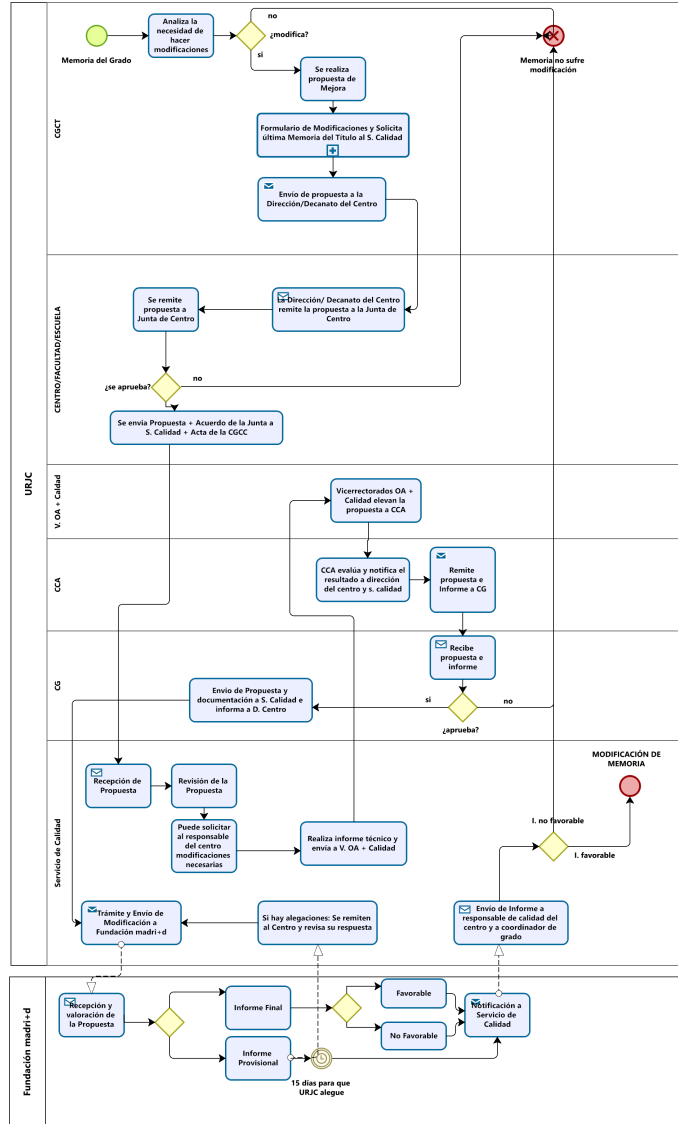 URJC
CGCT
Memoria del Grado
Analiza la
necesidad de
hacer
modificaciones
no
¿modifica?
si
Memoria no sufre
modificación
Se realiza
propuesta de
Mejora
Formulario de Modificaciones y Solicita
última Memoria del Título al S. Calidad
Envío de propuesta a la
Dirección/Decanato del Centro
CENTRO/FACULTAD/ESCUELA
Se remite
propuesta a
Junta de Centro
La Dirección/ Decanato del Centro
remite la propuesta a la Junta de
Centro
¿se aprueba?
no
Se envía Propuesta + Acuerdo de la Junta a
S. Calidad + Acta de la CGCC
V. OA + Caldad
Vicerrectorados OA +
Calidad elevan la
propuesta a CCA
CCA
CCA evalúa y notifica el
resultado a dirección
del centro y s. calidad
Remite
propuesta e
Informe a CG
CG
Recibe
propuesta e
informe
Envio de Propuesta y
documentación a S. Calidad e
informa a D. Centro
si
no
¿aprueba?
Servicio de Calidad
MODIFICACIÓN DE
MEMORIA
Recepción de
Propuesta
Revisión de la
Propuesta
Puede solicitar
al responsable
del centro
modificaciones
necesarias
Realiza informe técnico y
envía a V. OA + Calidad
I. no favorable
I. favorable
Trámite y Envío de
Modificación a
Fundación madri+d
Si hay alegaciones: Se remiten
al Centro y revisa su respuesta
Envío de Informe a
responsable de calidad del
centro y a coordinador de
grado
Fundación madri+d
Recepción y
valoración de
la Propuesta
Informe Final
Favorable
No Favorable
Notificación a
Servicio de
Calidad
Informe
Provisional
15 días para que
URJC alegue